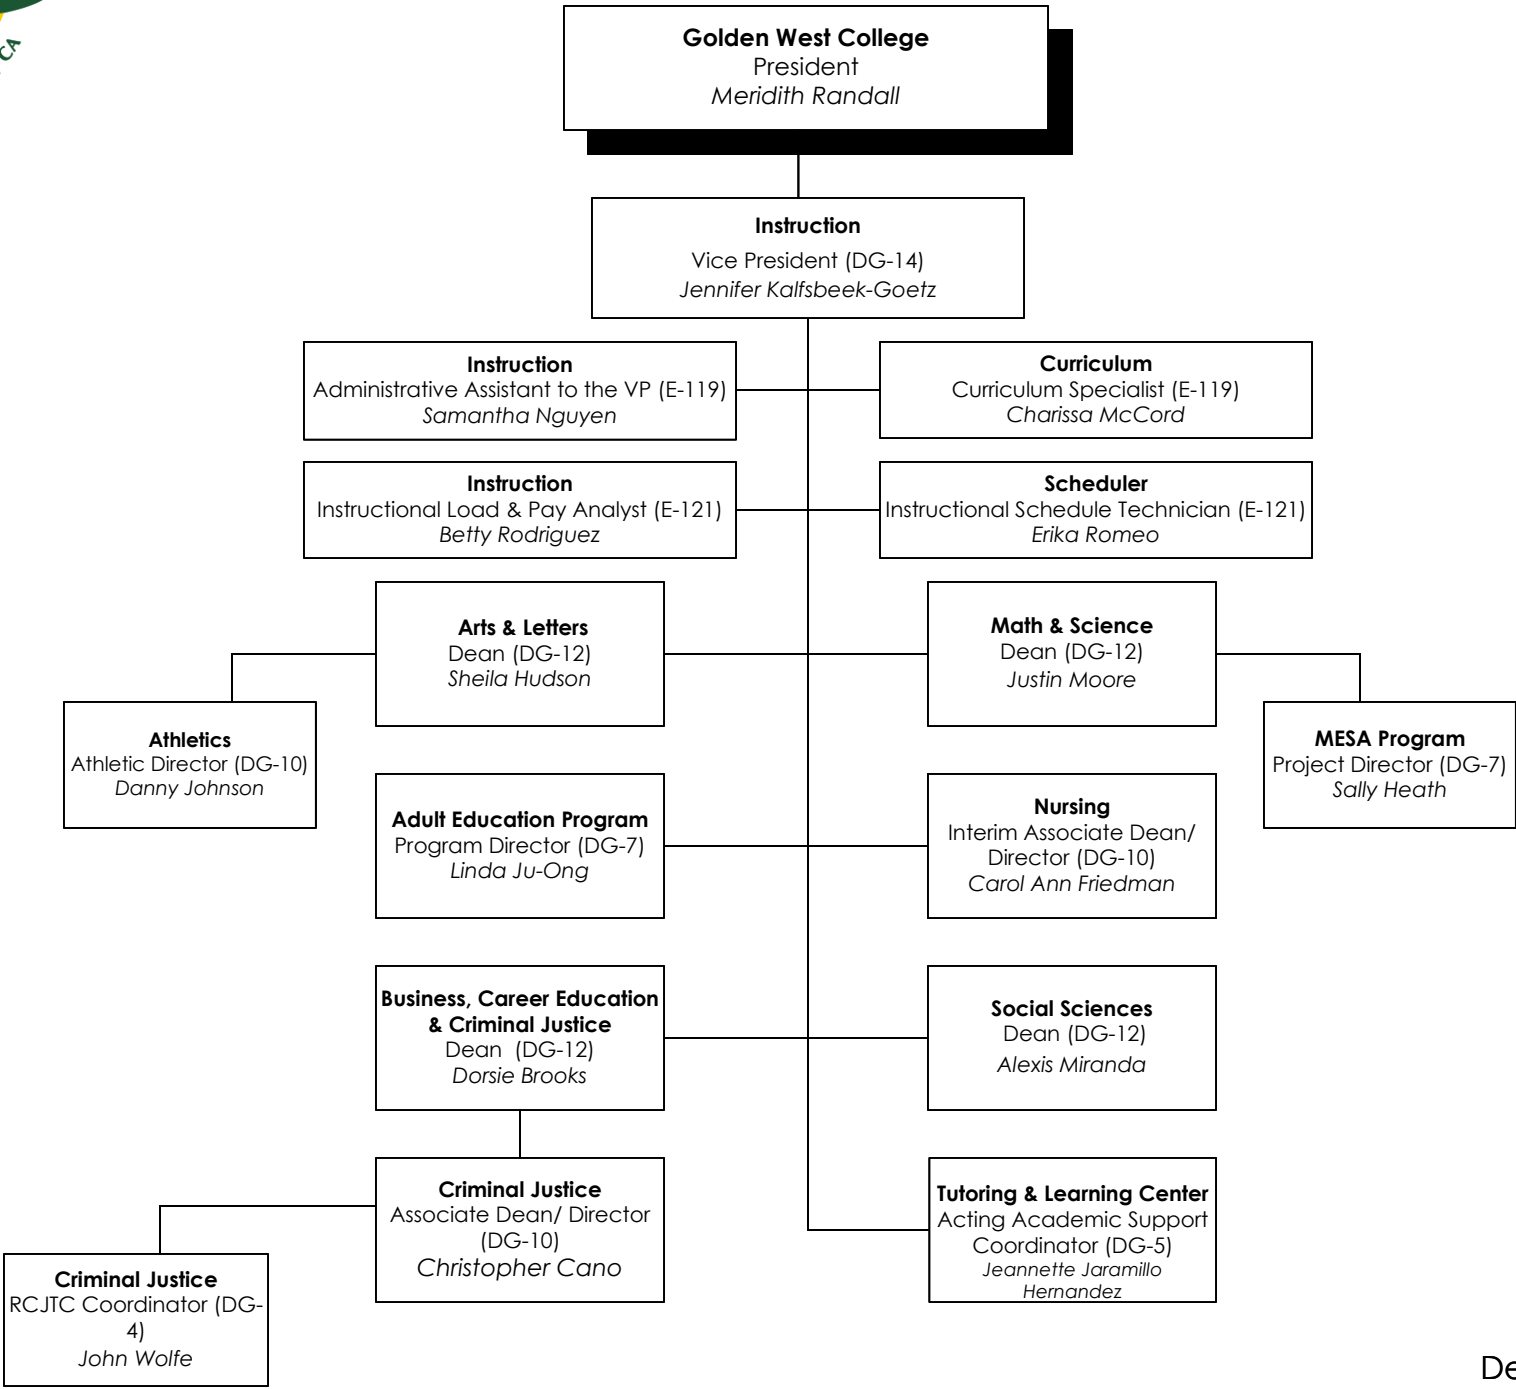 CA
Golden West College
President
Meridith Randall
Instruction
Vice President (DG-14)
Jennifer Kalfsbeek-Goetz
Instruction
Administrative Assistant to the VP (E-119)
Samantha Nguyen
Curriculum
Curriculum Specialist (E-119)
Charissa McCord
Instruction
Instructional Load & Pay Analyst (E-121)
Betty Rodriguez
Scheduler
Instructional Schedule Technician (E-121)
Erika Romeo
Arts & Letters
Dean (DG-12)
Sheila Hudson
Math & Science
Dean (DG-12)
Justin Moore
Athletics
Athletic Director (DG-10)
Danny Johnson
MESA Program
Project Director (DG-7)
Sally Heath
Adult Education Program
Program Director (DG-7)
Linda Ju-Ong
Nursing
Interim Associate Dean/
Director (DG-10)
Carol Ann Friedman
Business, Career Education
& Criminal Justice
Dean (DG-12)
Dorsie Brooks
Social Sciences
Dean (DG-12)
Alexis Miranda
Criminal Justice
Associate Dean/ Director
(DG-10)
Christopher Cano
Tutoring & Learning Center
Acting Academic Support
Coordinator (DG-5)
Jeannette Jaramillo
Hernandez
Criminal Justice
RCJTC Coordinator (DG-
4)
John Wolfe
De